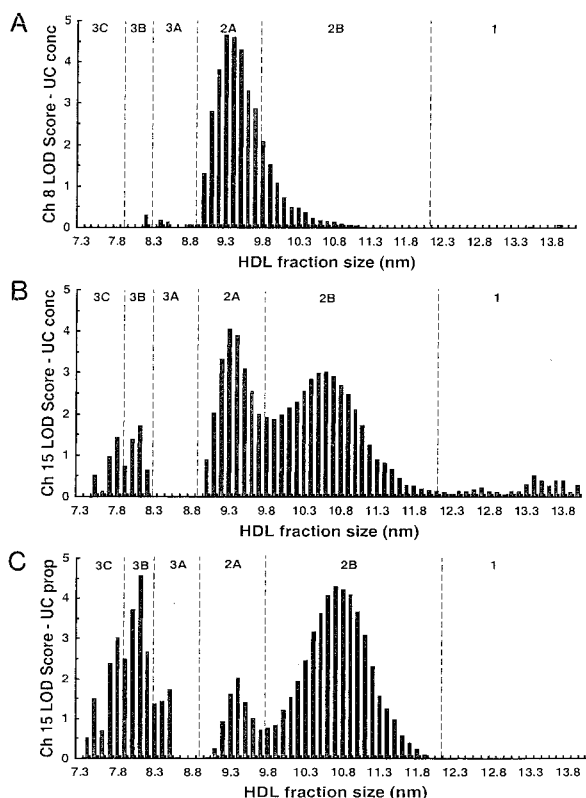 A
3C 3B 3A 2A 2B 1
5
4
3
2
1
0
Ch 8 LOD Score - UC conc
7.3 7.8 8.3 8.8 9.3 9.8 10.3 10.8 11.3 11.8 12.3 12.8 13.3 13.8
HDL fraction size (nm)
B
3C 3B 3A 2A 2B 1
5
4
3
2
1
0
Ch 15 LOD Score - UC conc
7.3 7.8 8.3 8.8 9.3 9.8 10.3 10.8 11.3 11.8 12.3 12.8 13.3 13.8
HDL fraction size (nm)
C
3C 3B 3A 2A 2B 1
5
4
3
2
1
0
Ch 15 LOD Score - UC prop
7.3 7.8 8.3 8.8 9.3 9.8 10.3 10.8 11.3 11.8 12.3 12.8 13.3 13.8
HDL fraction size (nm)